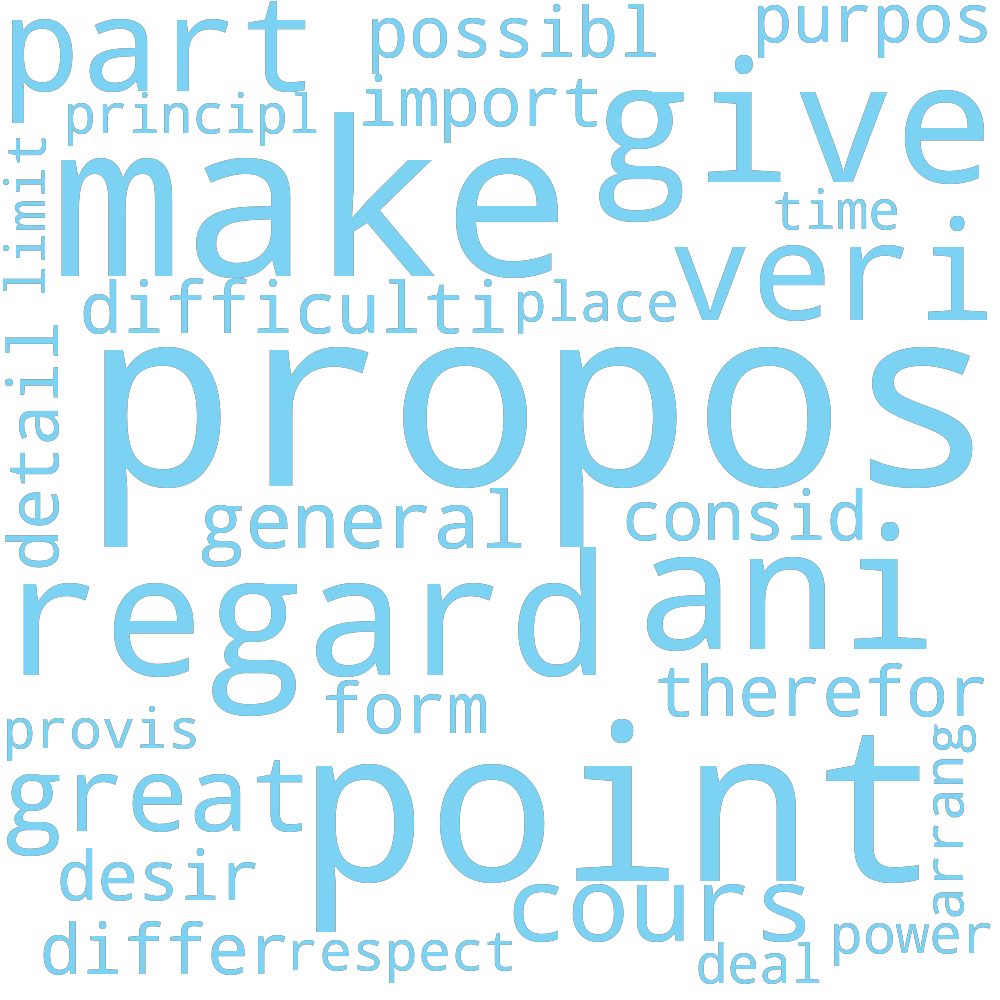 part
possibl
purpos
principl
import
give
limit
make
time
veri
difficulti
place
detail
propos
general
consid
regard
ani
therefor
form
provis
point
great
arrang
desir
cours
differ
respect
deal
power